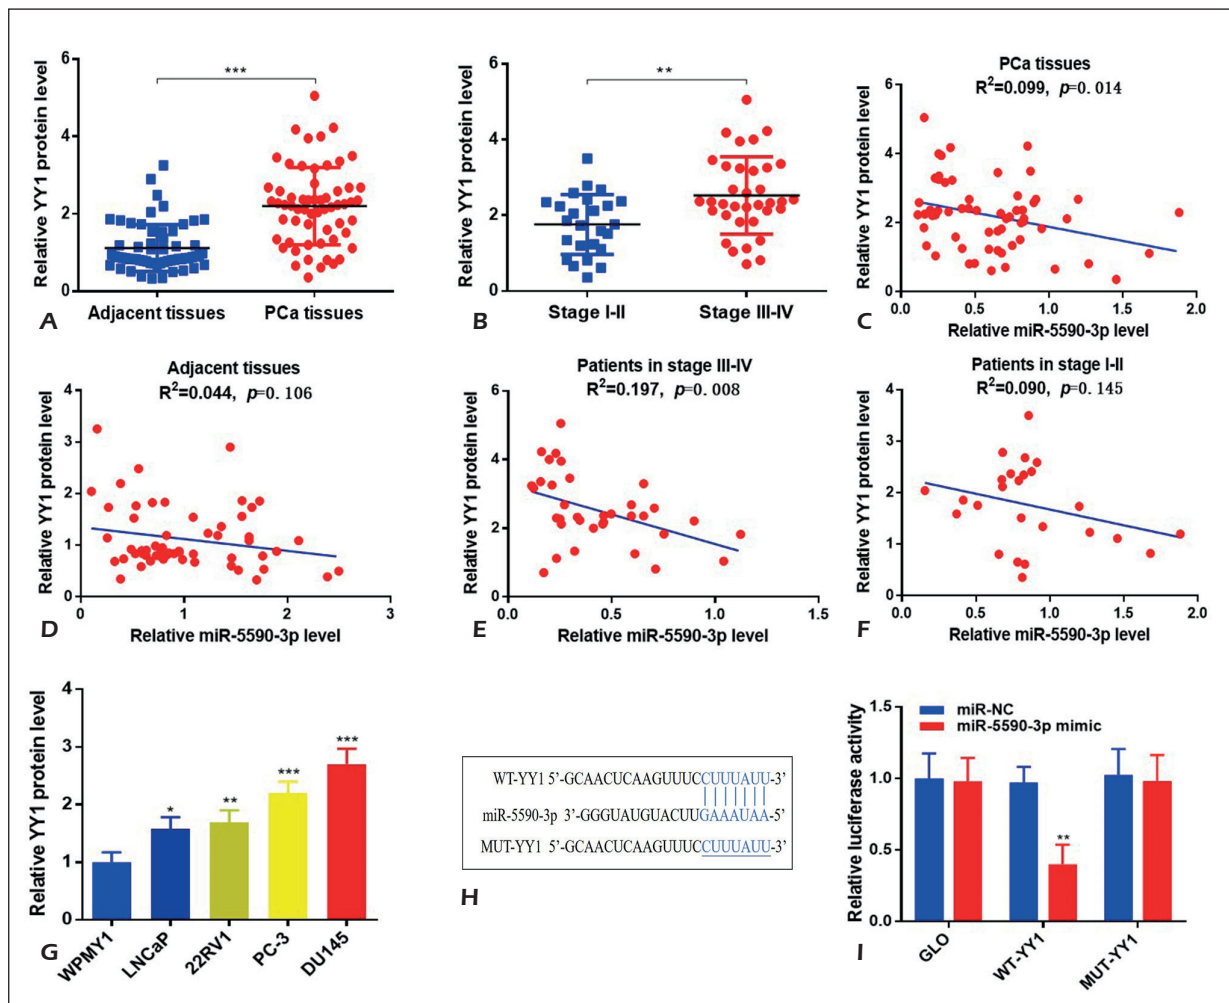 6
4
2
0
Relative YY1 protein level
***
Adjacent tissues
PCa tissues
A
6
4
2
0
Relative YY1 protein level
**
Stage I-II
Stage III-IV
B
PCa tissues
R²=0.099, p=0.014
6
4
2
0
Relative YY1 protein level
0.0 0.5 1.0 1.5 2.0
Relative miR-5590-3p level
C
Adjacent tissues
R²=0.044, p=0.106
4
3
2
1
0
Relative YY1 protein level
0 1 2 3
Relative miR-5590-3p level
D
Patients in stage III-IV
R²=0.197, p=0.008
6
4
2
0
Relative YY1 protein level
0.0 0.5 1.0 1.5
Relative miR-5590-3p level
E
Patients in stage I-II
R²=0.090, p=0.145
4
3
2
1
0
Relative YY1 protein level
0.0 0.5 1.0 1.5 2.0
Relative miR-5590-3p level
F
4
3
2
1
0
Relative YY1 protein level
*
**
***
***
WPMY1
LNCaP
22RV1
PC-3
DU145
G
WT-YY1 5’-GCAACUCAAGUUUCCUUUAUU-3’
miR-5590-3p 3’-GGGUAUGUACUUGAAAUAA-5’
MUT-YY1 5’-GCAACUCAAGUUUCCUUUAUU-3’
H
miR-NC
miR-5590-3p mimic
1.5
1.0
0.5
0.0
Relative luciferase activity
**
GLO
WT-YY1
MUT-YY1
I